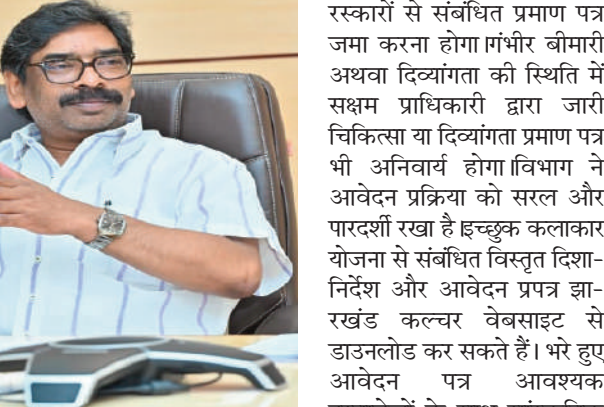 रस्कारों से संबंधित प्रमाण पत्र
जमा करना होगा।गंभीर बीमारी
अथवा दिव्यांगता की स्थिति में
सक्षम प्राधिकारी द्वारा जारी
चिकित्सा या दिव्यांगता प्रमाण पत्र
भी अनिवार्य होगा।विभाग ने
आवेदन प्रक्रिया को सरल और
पारदर्शी रखा है।इच्छुक कलाकार
योजना से संबंधित विस्तृत दिशा-
निर्देश और आवेदन प्रपत्र झा-
रखंड कल्चर वेबसाइट से
डाउनलोड कर सकते हैं। भरे हुए
आवेदन पत्र आवश्यक